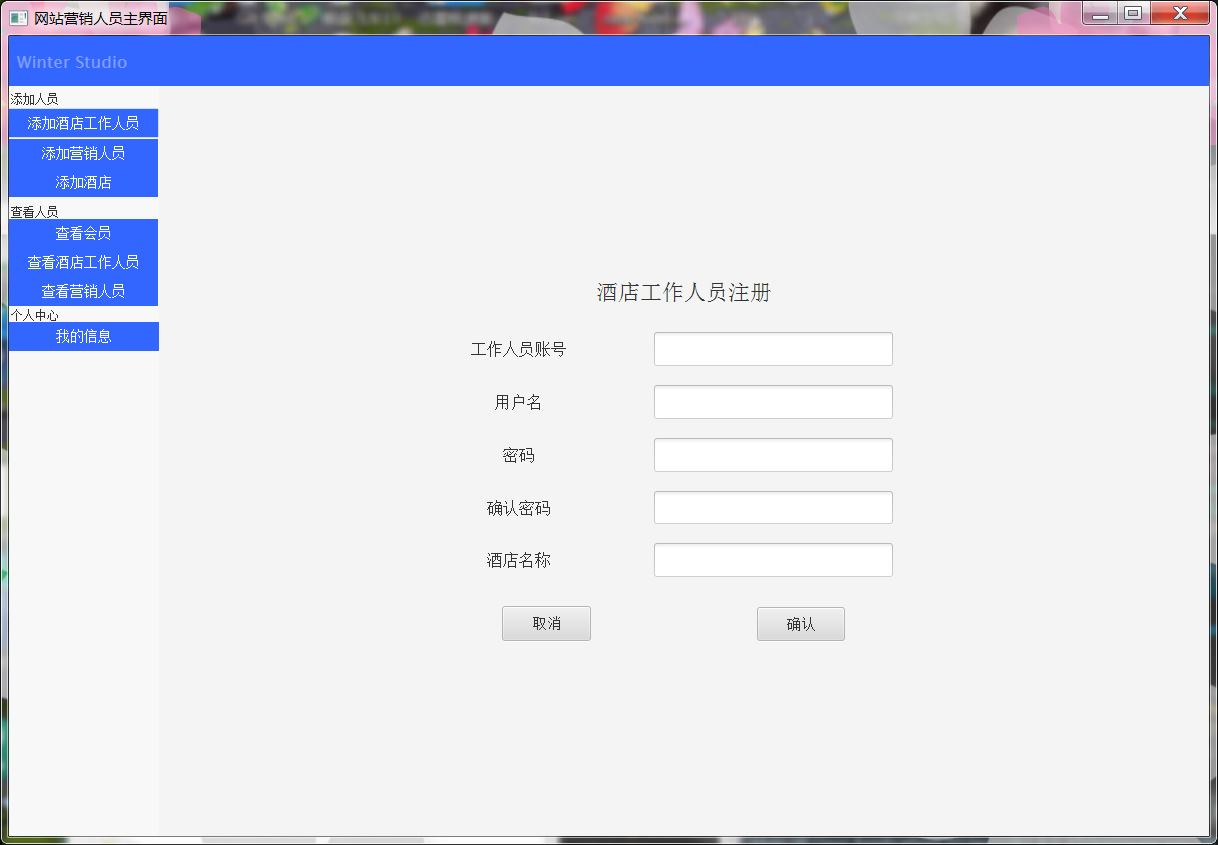 网站营销人员主界面
Winter Studio
添加人员
添加酒店工作人员
添加营销人员
添加酒店
查看人员
查看会员
查看酒店工作人员
查看营销人员
个人中心
我的信息
酒店工作人员注册
工作人员账号
用户名
密码
确认密码
酒店名称
取消
确认